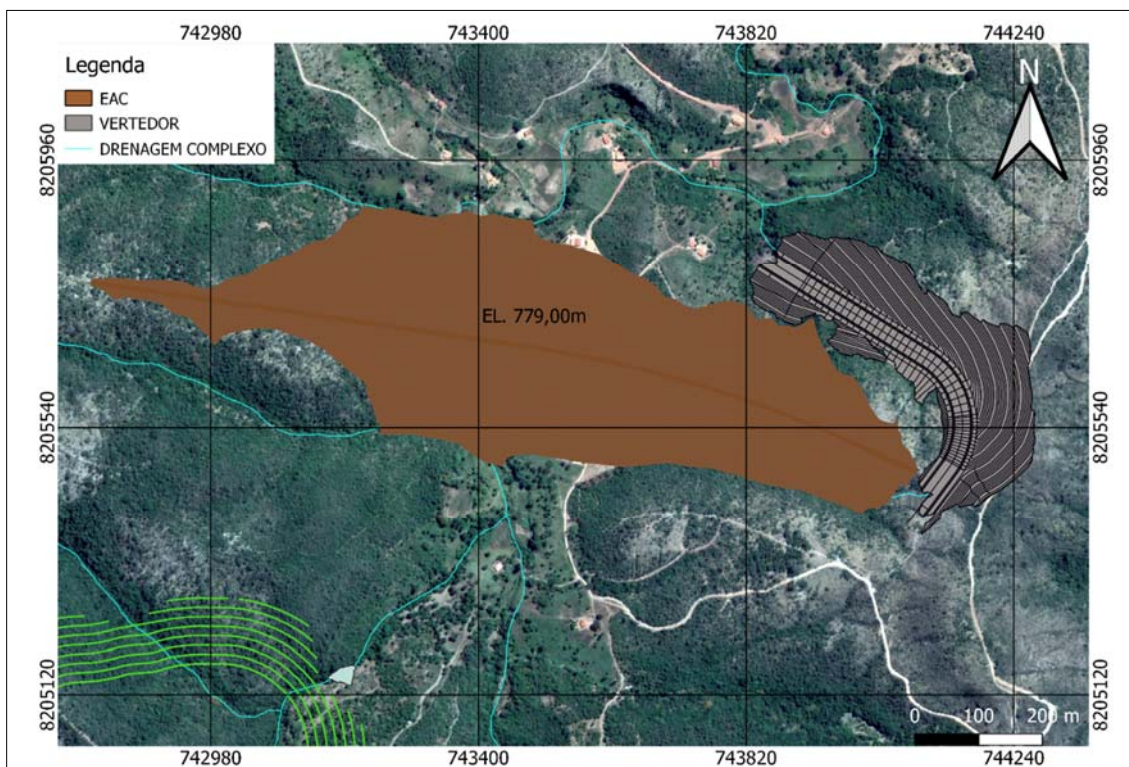 742980 743400 743820 744240
Legenda
EAC
VERTEDOR
DRENAGEM COMPLEXO
N
8205960 8205960
EL. 779,00m
8205540 8205540
8205120 8205120
0 100 200 m
742980 743400 743820 744240